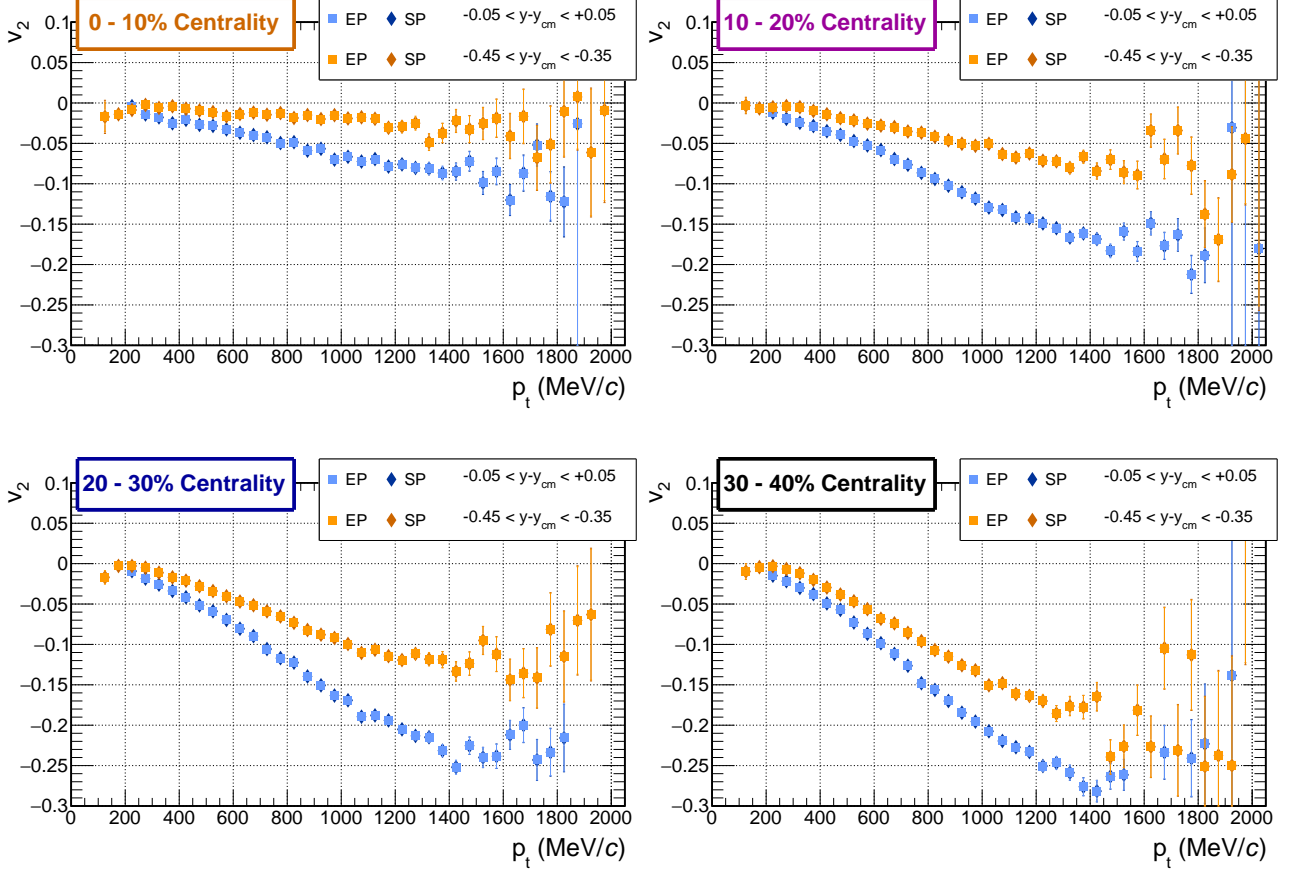 v2
0 - 10% Centrality
EP SP -0.05 < y-ycm < +0.05
EP SP -0.45 < y-ycm < -0.35
0.05
0
−0.05
−0.1
−0.15
−0.2
−0.25
−0.3
0 200 400 600 800 1000 1200 1400 1600 1800 2000
pt (MeV/c)
v2
10 - 20% Centrality
EP SP -0.05 < y-ycm < +0.05
EP SP -0.45 < y-ycm < -0.35
0.05
0
−0.05
−0.1
−0.15
−0.2
−0.25
−0.3
0 200 400 600 800 1000 1200 1400 1600 1800 2000
pt (MeV/c)
v2
0.1
20 - 30% Centrality
EP SP -0.05 < y-ycm < +0.05
EP SP -0.45 < y-ycm < -0.35
0.05
0
−0.05
−0.1
−0.15
−0.2
−0.25
−0.3
0 200 400 600 800 1000 1200 1400 1600 1800 2000
pt (MeV/c)
v2
0.1
30 - 40% Centrality
EP SP -0.05 < y-ycm < +0.05
EP SP -0.45 < y-ycm < -0.35
0.05
0
−0.05
−0.1
−0.15
−0.2
−0.25
−0.3
0 200 400 600 800 1000 1200 1400 1600 1800 2000
pt (MeV/c)